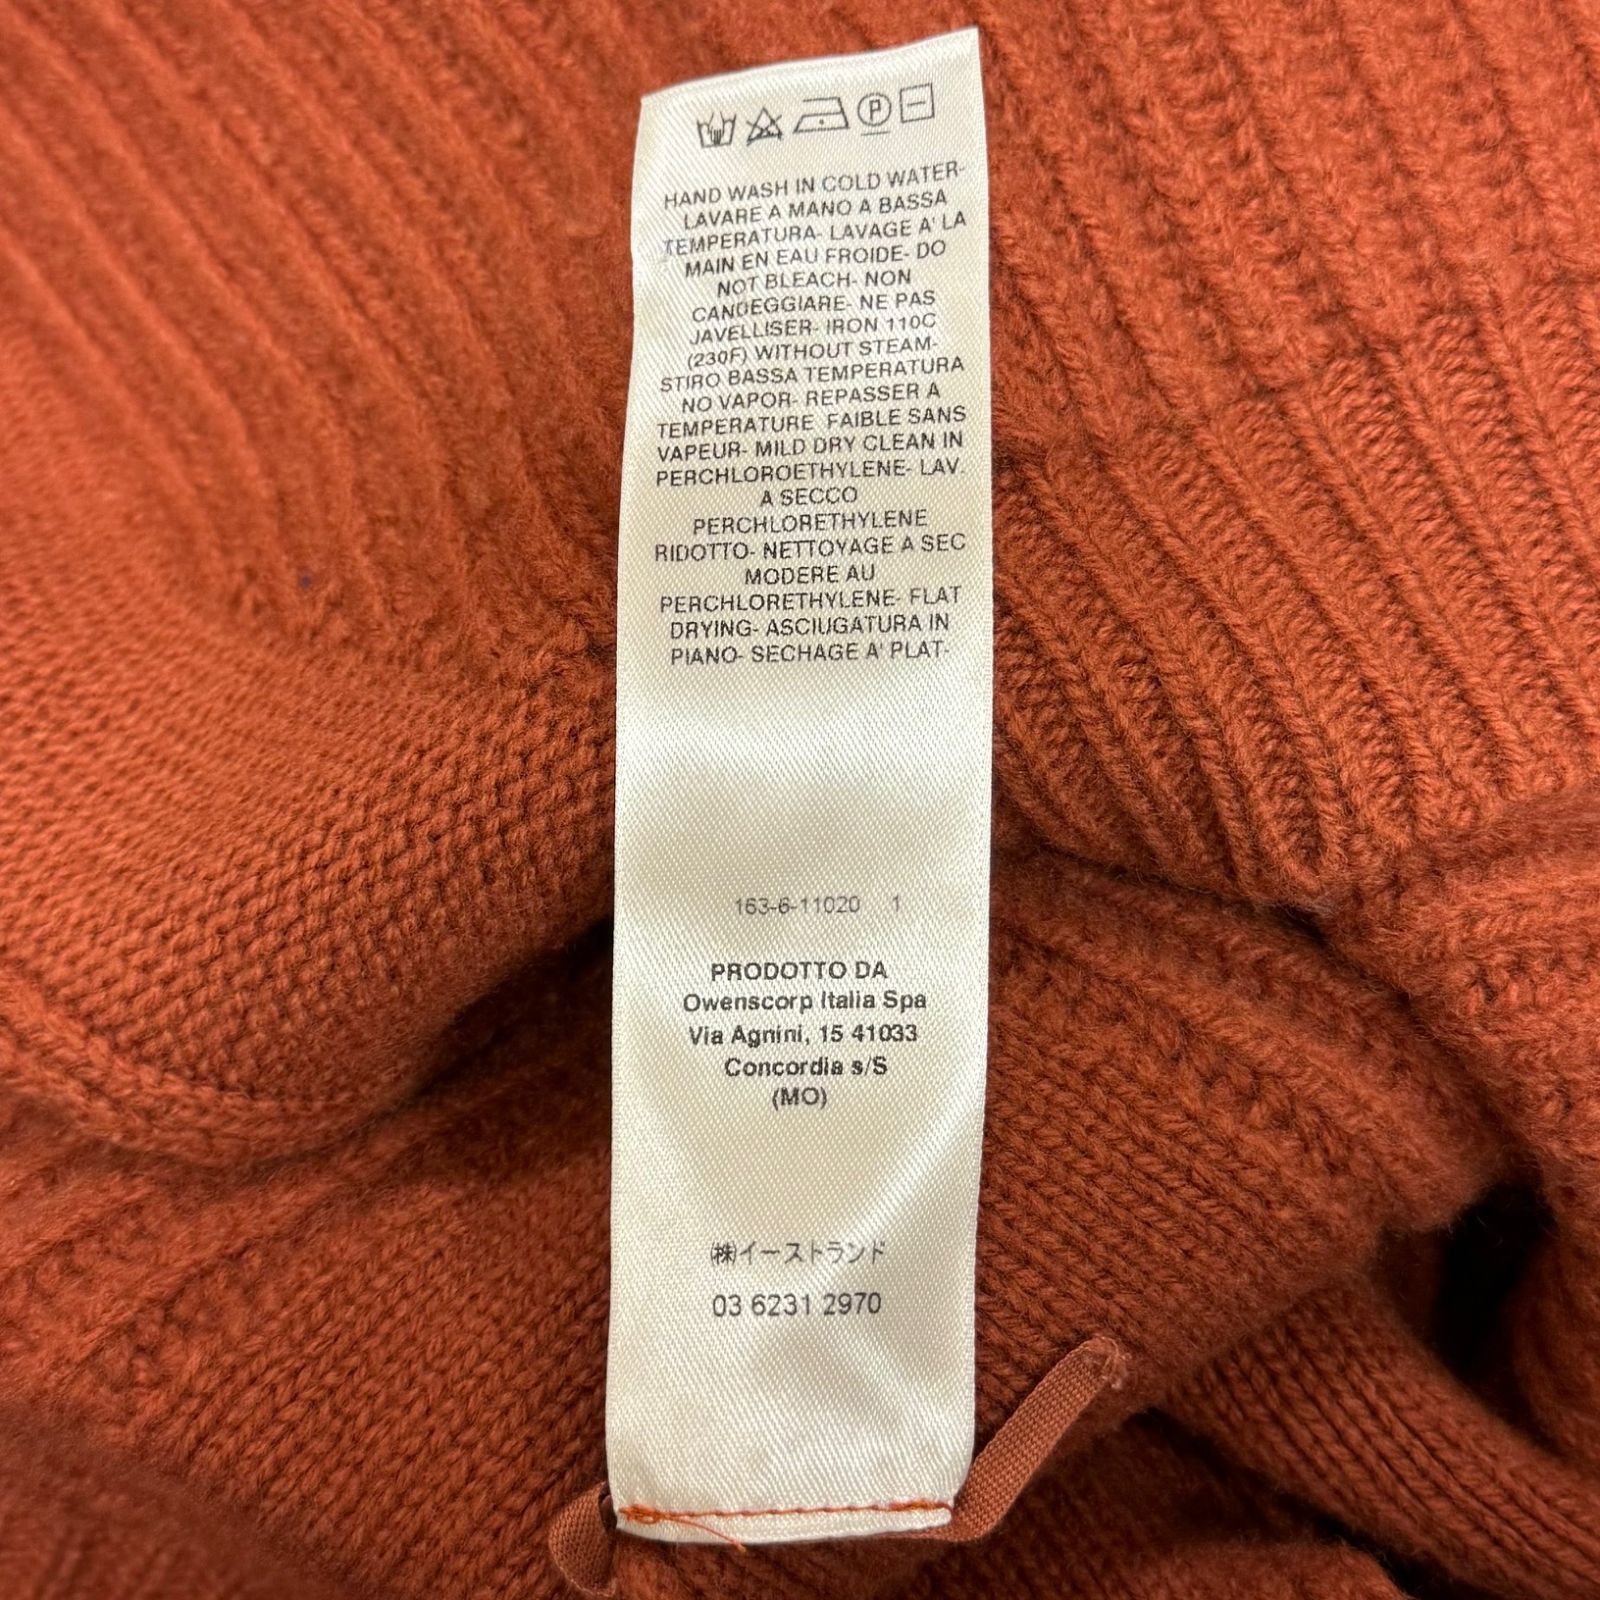 HAND WASH IN COLD WATER-
LAVARE A MANO A BASSA
TEMPERATURA- LAVAGE A' LA
MAIN EN EAU FROIDE- DO
NOT BLEACH- NON
CANDEGGIARE- NE PAS
JAVELLISER- IRON 110C
(230F) WITHOUT STEAM-
STIRO BASSA TEMPERATURA
NO VAPOR- REPASSER A
TEMPERATURE FAIBLE SANS
VAPEUR- MILD DRY CLEAN IN
PERCHLOROETHYLENE- LAV.
A SECCO
PERCHLORETHYLENE
RIDOTTO- NETTOYAGE A SEC
MODERE AU
PERCHLORETHYLENE- FLAT
DRYING- ASCIUGATURA IN
PIANO- SECHAGE A' PLAT-
163-6-11020 1
PRODOTTO DA
Owenscorp Italia Spa
Via Agnini, 15 41033
Concordia s/S
(MO)
㈱イーストランド
03 6231 2970